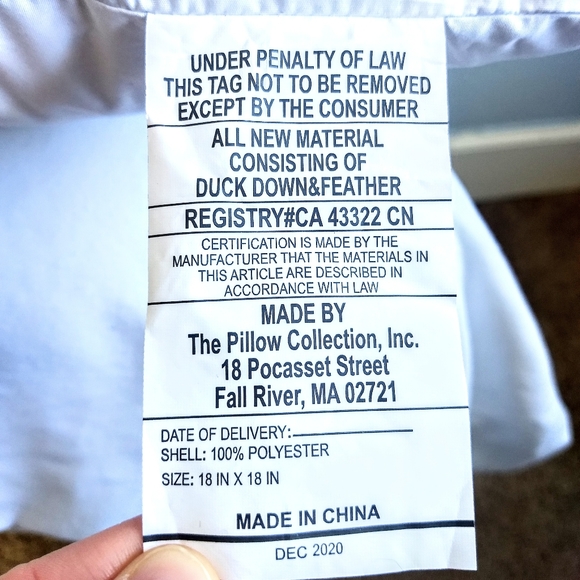 UNDER PENALTY OF LAW
THIS TAG NOT TO BE REMOVED
EXCEPT BY THE CONSUMER
ALL NEW MATERIAL
CONSISTING OF
DUCK DOWN&FEATHER
REGISTRY#CA 43322 CN
CERTIFICATION IS MADE BY THE
MANUFACTURER THAT THE MATERIALS IN
THIS ARTICLE ARE DESCRIBED IN
ACCORDANCE WITH LAW
MADE BY
The Pillow Collection, Inc.
18 Pocasset Street
Fall River, MA 02721
DATE OF DELIVERY:
SHELL: 100% POLYESTER
SIZE: 18 IN X 18 IN
MADE IN CHINA
DEC 2020